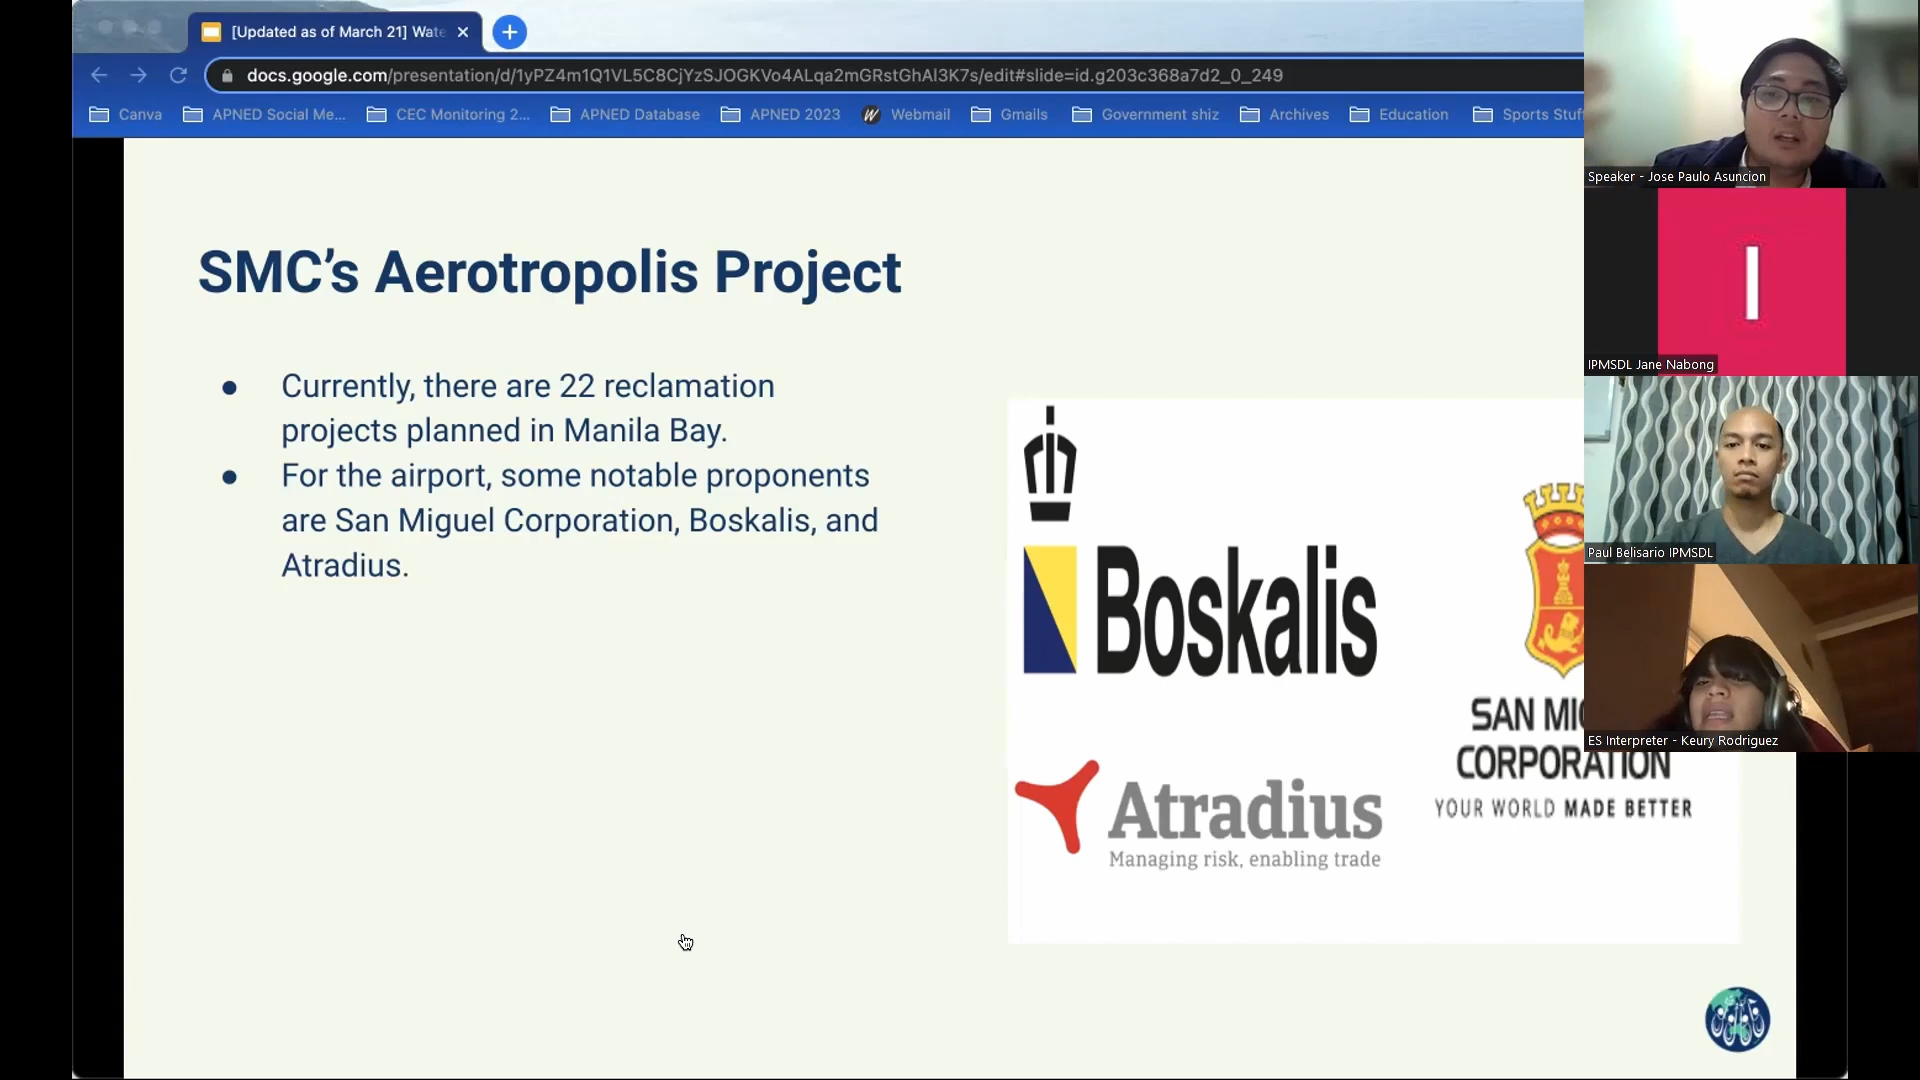 [Updated as of March 21] Wate
docs.google.com/presentation/d/1yPZ4m1Q1VL5C8CjYzSJOGKVo4ALqa2mGRstGhAl3K7s/edit#slide=id.g203c368a7d2_0_249
Canva APNED Social Me... CEC Monitoring 2... APNED Database APNED 2023 Webmail Gmails Government shiz Archives Education Sports Stuf
Speaker - Jose Paulo Asuncion
I
IPMSDL Jane Nabong
Paul Belisario IPMSDL
ES Interpreter - Keury Rodriguez
SMC’s Aerotropolis Project
● Currently, there are 22 reclamation
projects planned in Manila Bay.
● For the airport, some notable proponents
are San Miguel Corporation, Boskalis, and
Atradius.
Boskalis
SAN MIG
CORPORATION
YOUR WORLD MADE BETTER
Atradius
Managing risk, enabling trade